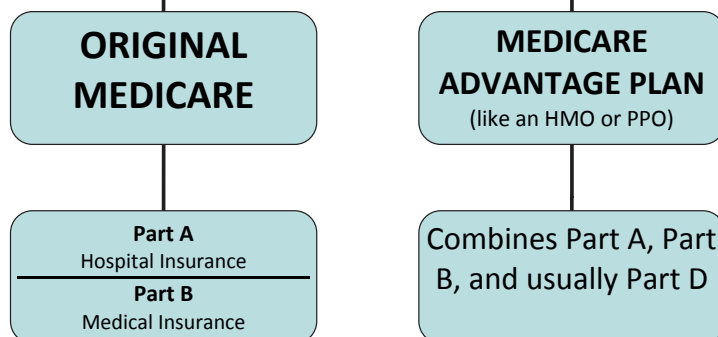 ORIGINAL
MEDICARE
Part A
Hospital Insurance
Part B
Medical Insurance
MEDICARE
ADVANTAGE PLAN
(like an HMO or PPO)
Combines Part A, Part
B, and usually Part D